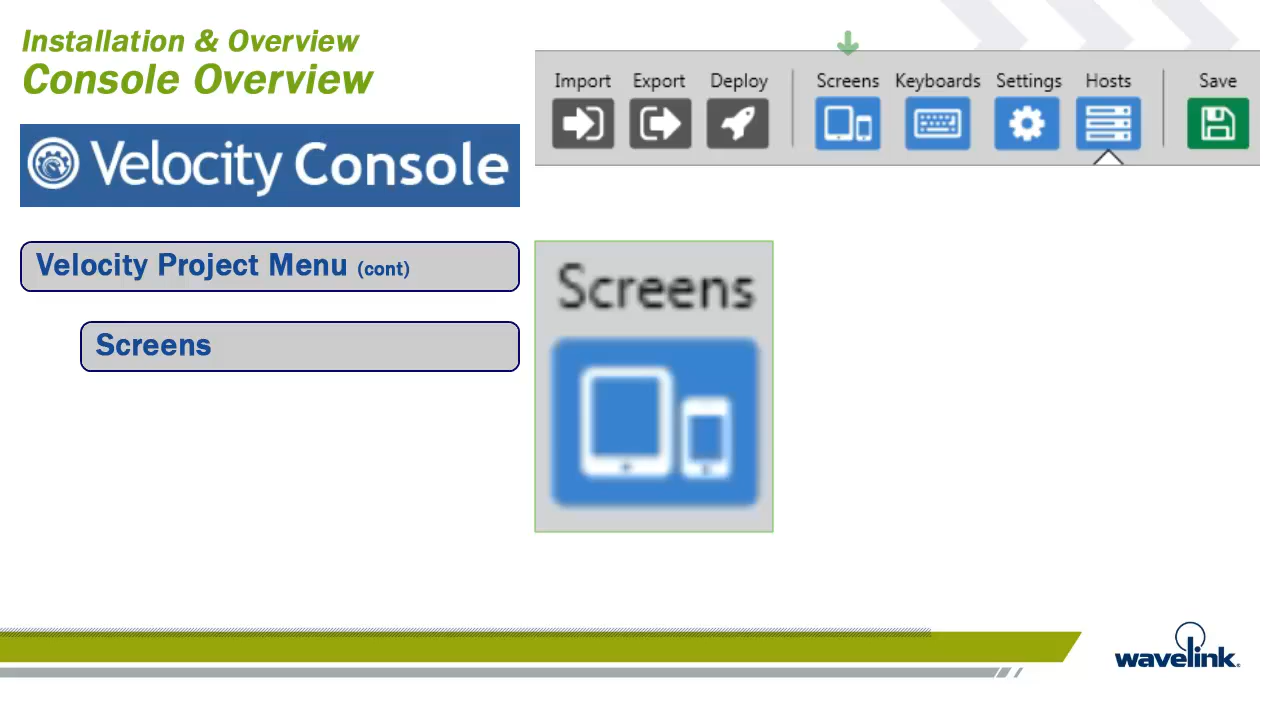 Installation & Overview
Console Overview
Import Export Deploy Screens Keyboards Settings Hosts Save
Velocity Console
Velocity Project Menu (cont)
Screens
Screens
wavelink®